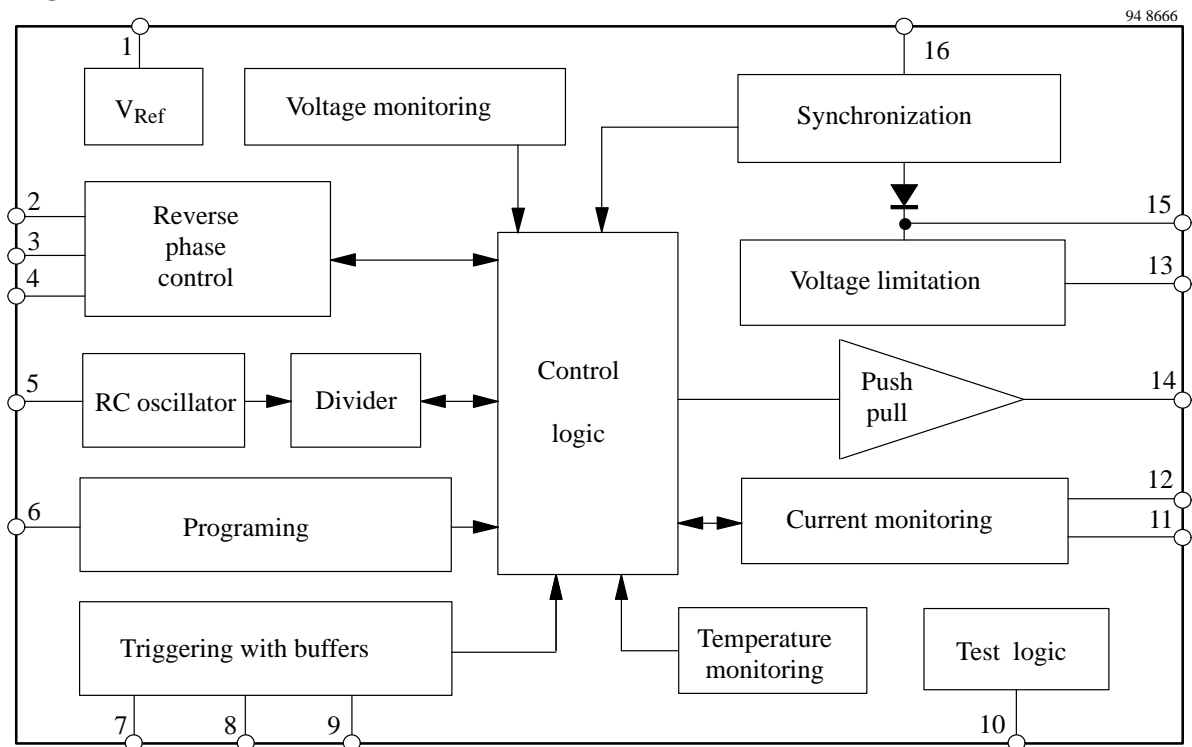 94 8666
1
16
V_Ref
Voltage monitoring
Synchronization
2
3
4
Reverse
phase
control
15
13
Voltage limitation
5
RC oscillator
Divider
Control
logic
Push
pull
14
6
Programing
Current monitoring
12
11
Triggering with buffers
Temperature
monitoring
Test logic
7
8
9
10